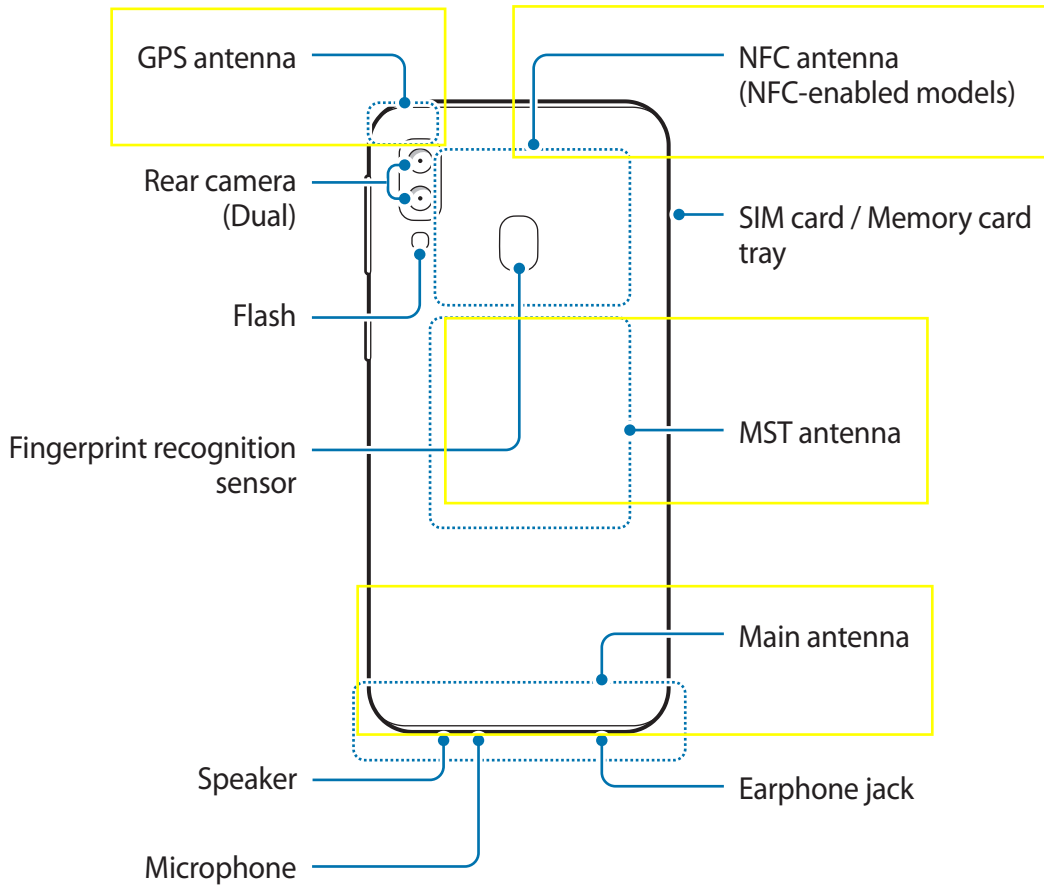 GPS antenna
NFC antenna
(NFC-enabled models)
Rear camera
(Dual)
SIM card / Memory card
tray
Flash
MST antenna
Fingerprint recognition
sensor
Main antenna
Speaker
Earphone jack
Microphone